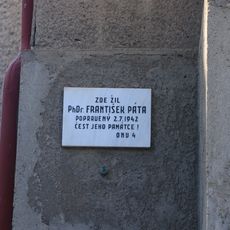 ZDE ŽIL
PhDr. FRANTIŠEK PÁTA
POPRAVENÝ 2.7.1942
ČEST JEHO PAMÁTCE!
ONV 4